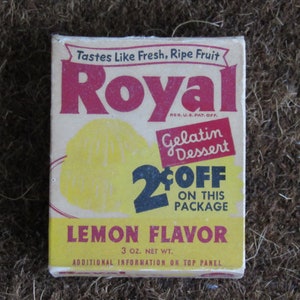 Tastes Like Fresh, Ripe Fruit
Royal
REG. U.S. PAT. OFF.
Gelatin
Dessert
2¢ OFF
ON THIS
PACKAGE
LEMON FLAVOR
3 OZ. NET WT.
ADDITIONAL INFORMATION ON TOP PANEL